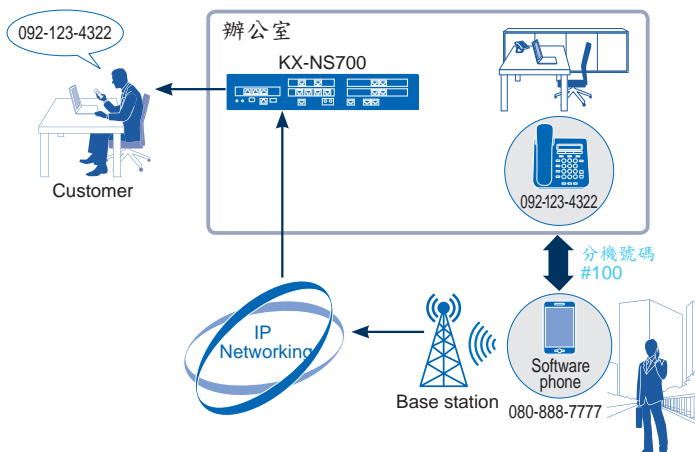 092-123-4322
辦公室
KX-NS700
Customer
092-123-4322
分機號碼
#100
IP
Networking
Base station
Software
phone
080-888-7777